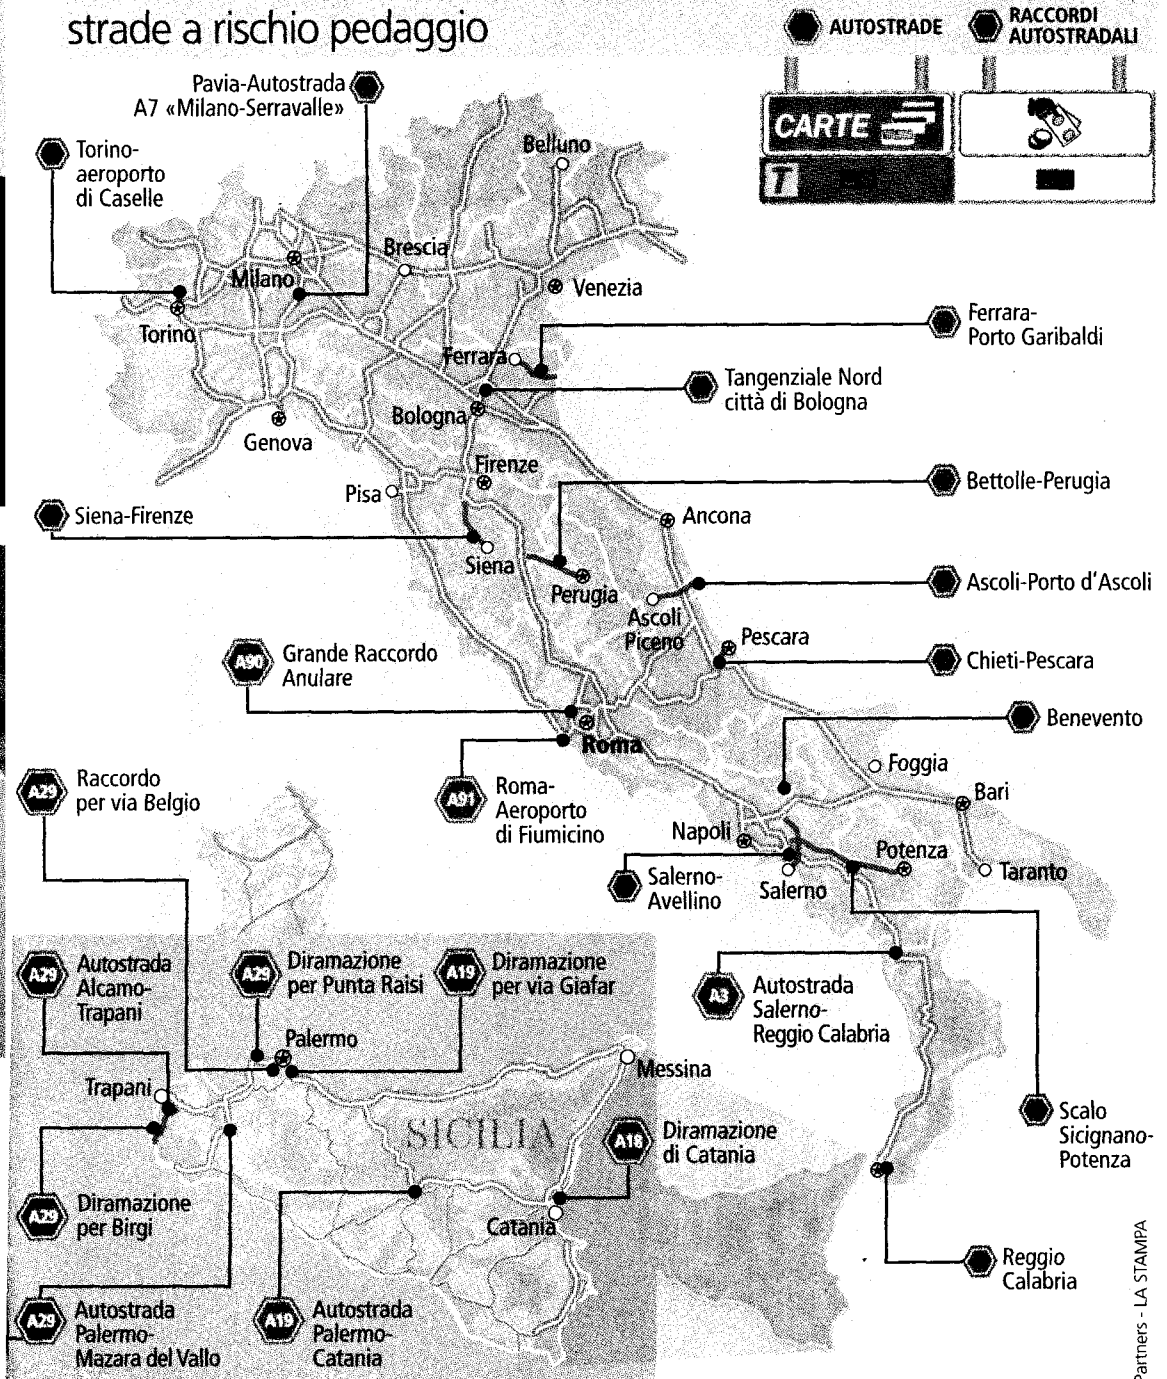 strade a rischio pedaggio
AUTOSTRADE
RACCORDI
AUTOSTRADALI
CARTE
T
Pavia-Autostrada
A7 «Milano-Serravalle»
Torino-
aeroporto
di Caselle
Belluno
Brescia
Milano
Venezia
Torino
Ferrara-
Porto Garibaldi
Ferrara
Tangenziale Nord
città di Bologna
Bologna
Genova
Firenze
Pisa
Bettolle-Perugia
Siena-Firenze
Ancona
Siena
Perugia
Ascoli-Porto d'Ascoli
Ascoli
Piceno
Pescara
A90
Grande Raccordo
Anulare
Chieti-Pescara
Benevento
Roma
Foggia
A29
Raccordo
per via Belgio
A91
Roma-
Aeroporto
di Fiumicino
Bari
Napoli
Potenza
Taranto
Salerno-
Avellino
Salerno
A29
Autostrada
Alcamo-
Trapani
A29
Diramazione
per Punta Raisi
A19
Diramazione
per via Giafar
A3
Autostrada
Salerno-
Reggio Calabria
Palermo
Messina
Trapani
SICILIA
A18
Diramazione
di Catania
Scalo
Sicignano-
Potenza
A29
Diramazione
per Birgi
Catania
Reggio
Calabria
A29
Autostrada
Palermo-
Mazara del Vallo
A19
Autostrada
Palermo-
Catania
Partners - LA STAMPA